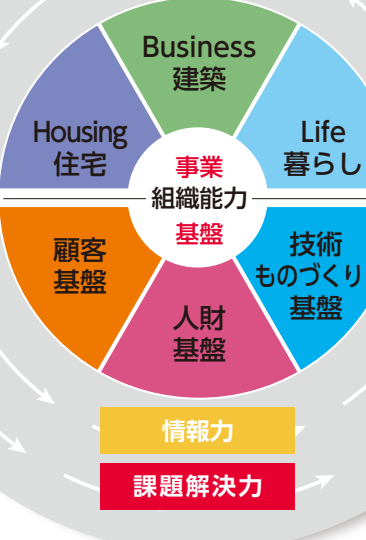 Business
建築
Housing
住宅
Life
暮らし
事業
組織能力
基盤
顧客
基盤
技術
ものづくり
基盤
人財
基盤
情報力
課題解決力